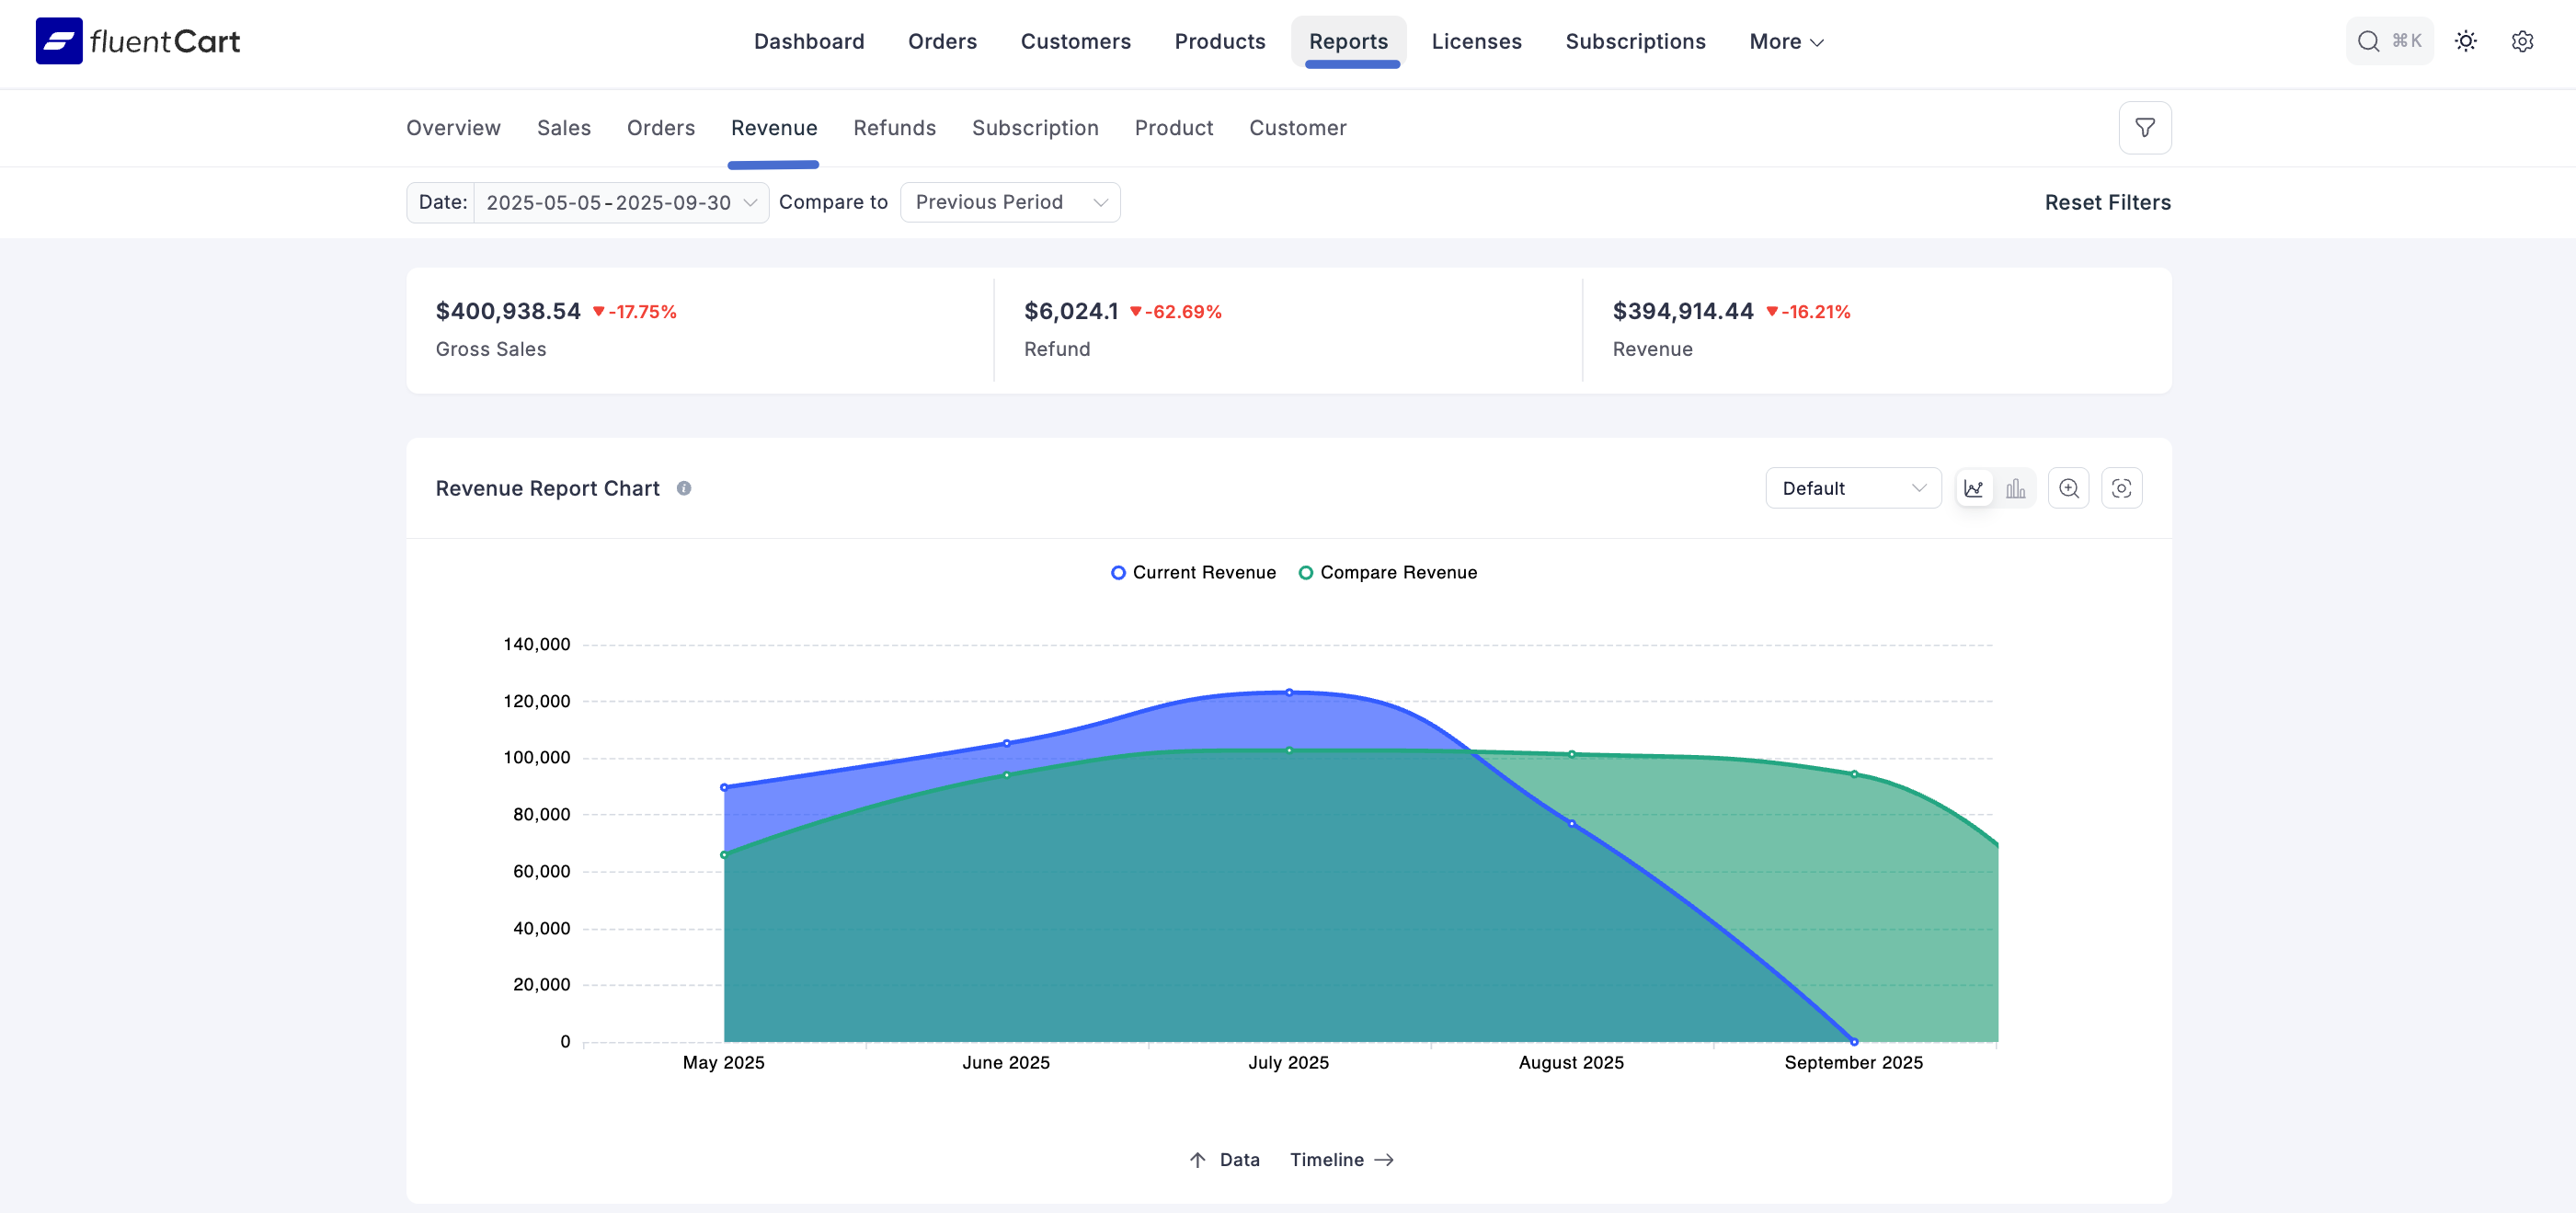 fluentCart
Dashboard Orders Customers Products Reports Licenses Subscriptions More ⌘K
Overview Sales Orders Revenue Refunds Subscription Product Customer
Date: 2025-05-05 - 2025-09-30 Compare to Previous Period Reset Filters
$400,938.54 -17.75%
Gross Sales
$6,024.1 -62.69%
Refund
$394,914.44 -16.21%
Revenue
Revenue Report Chart Default
Current Revenue Compare Revenue
140,000
120,000
100,000
80,000
60,000
40,000
20,000
0
May 2025 June 2025 July 2025 August 2025 September 2025
↑ Data Timeline →